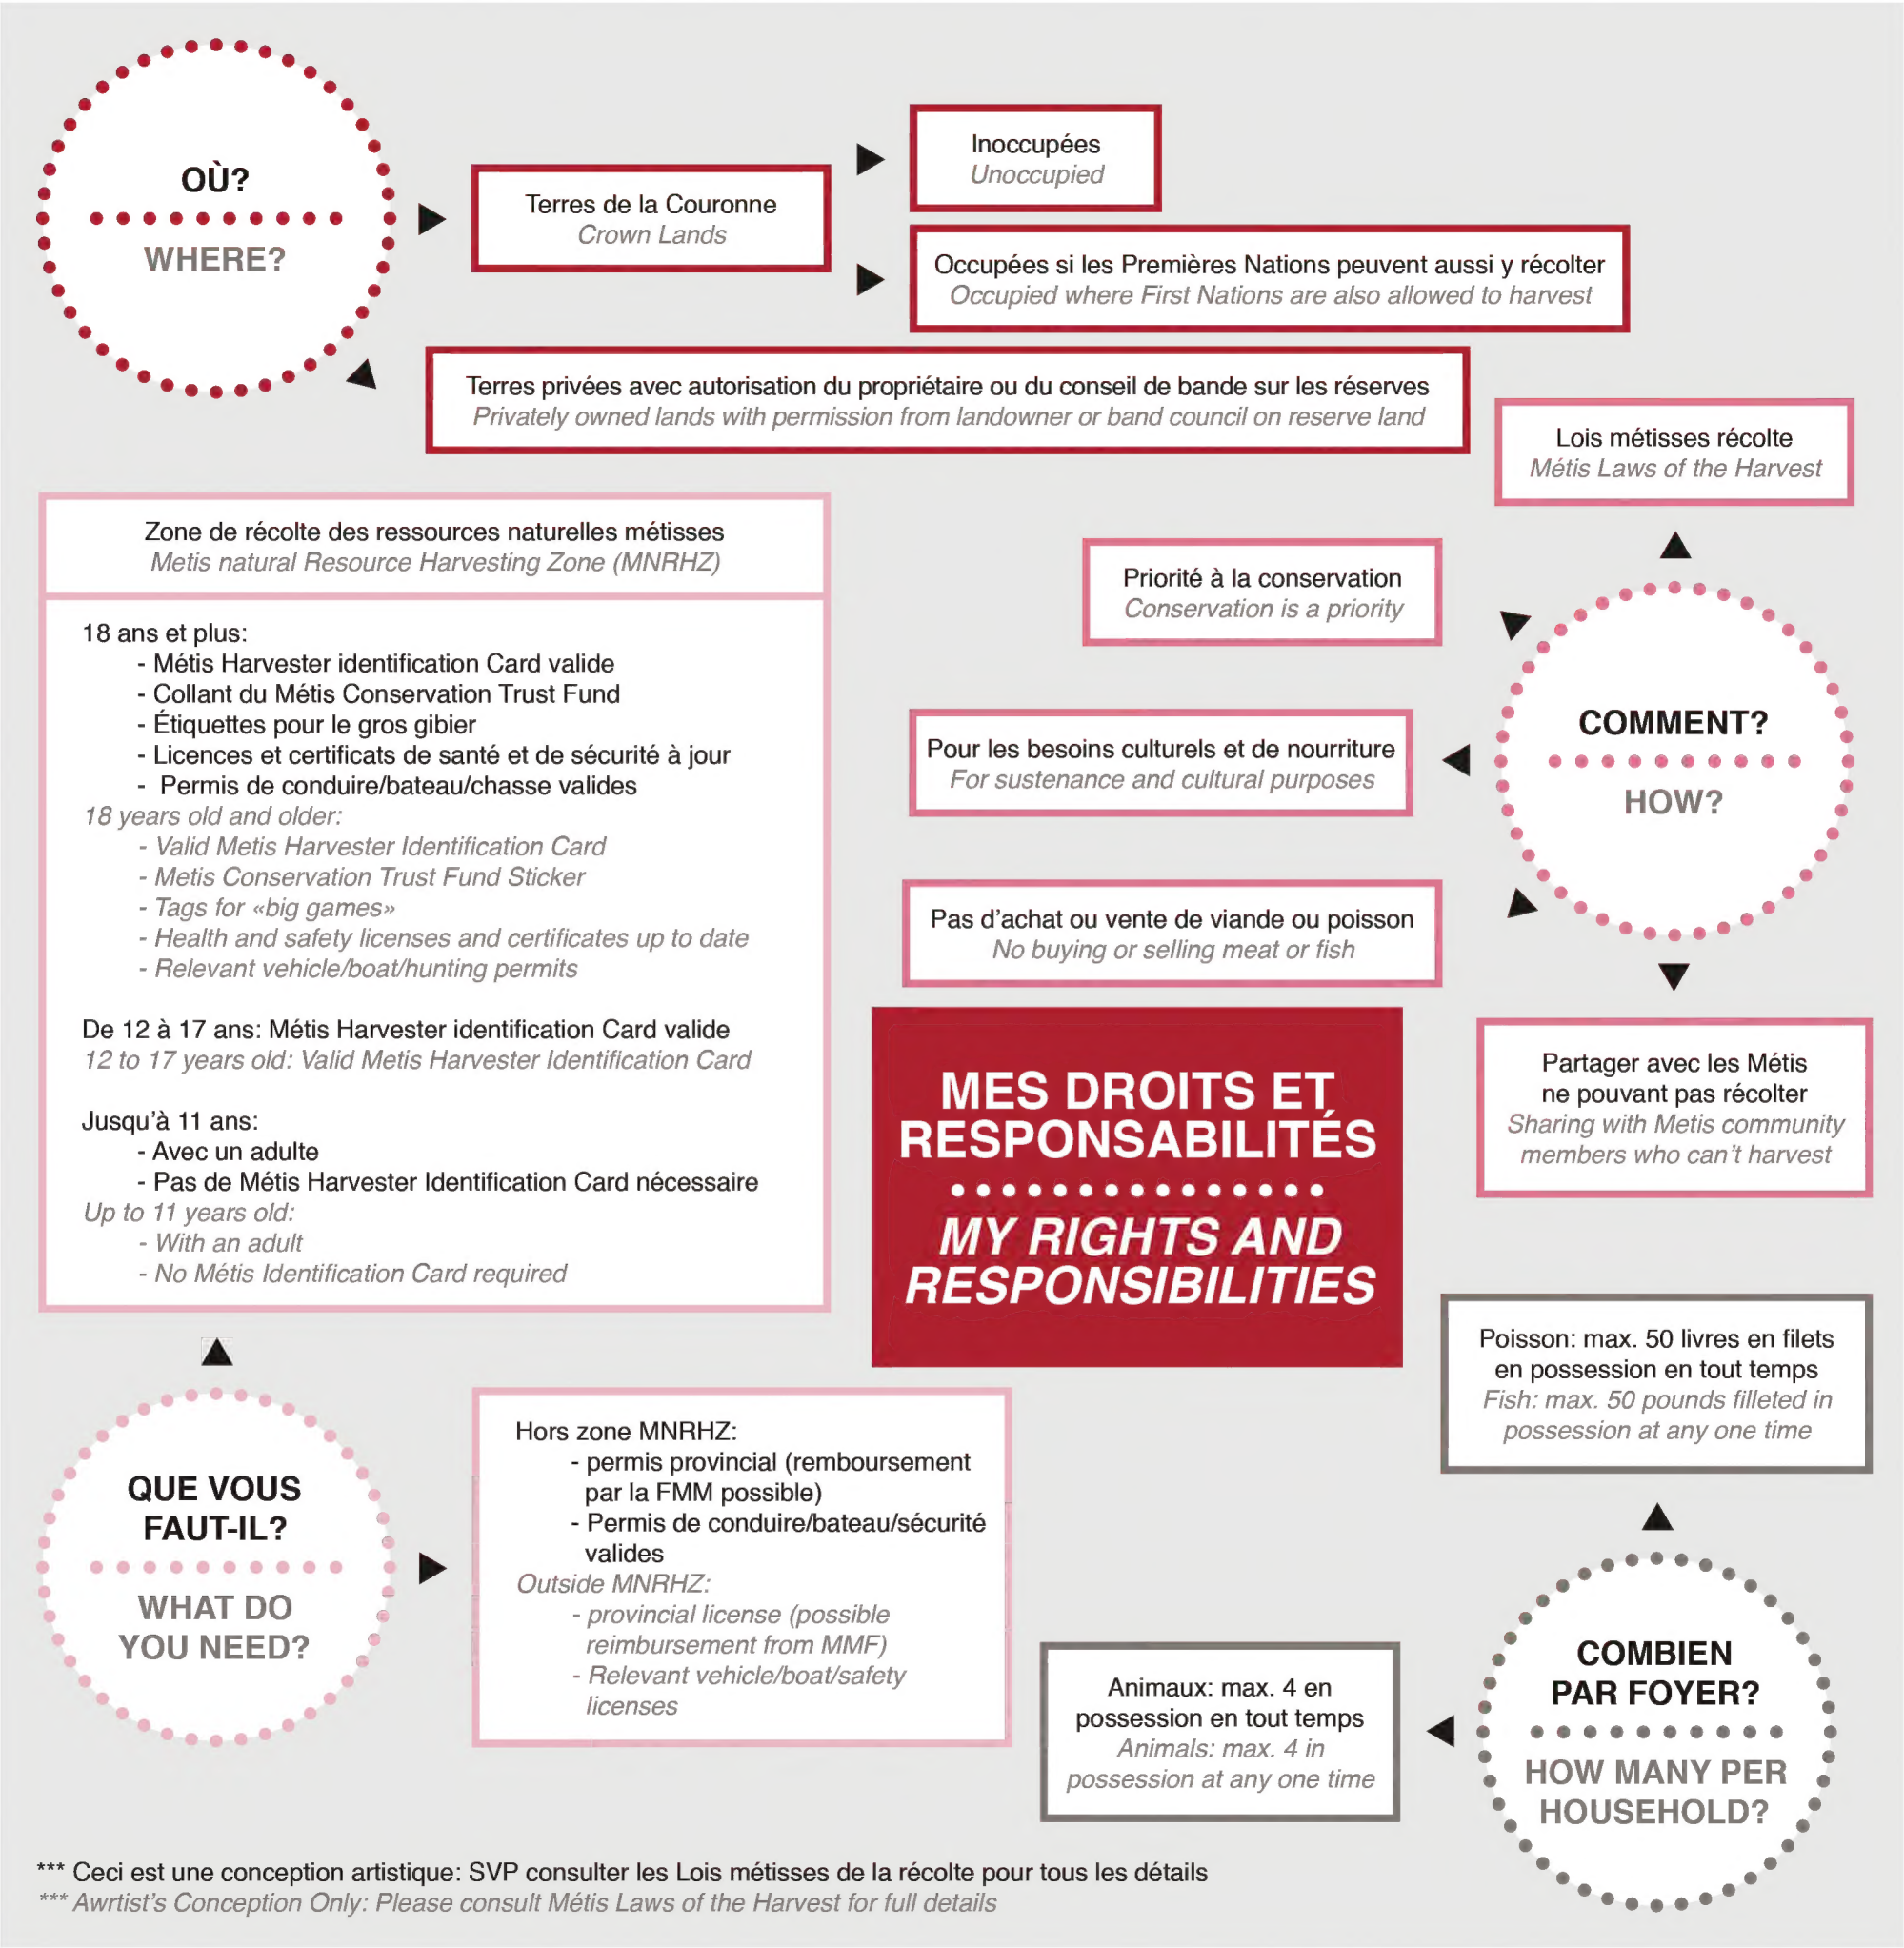 OÙ?
WHERE?
Terres de la Couronne
Crown Lands
Inoccupées
Unoccupied
Occupées si les Premières Nations peuvent aussi y récolter
Occupied where First Nations are also allowed to harvest
Terres privées avec autorisation du propriétaire ou du conseil de bande sur les réserves
Privately owned lands with permission from landowner or band council on reserve land
Lois métisses récolte
Métis Laws of the Harvest
Priorité à la conservation
Conservation is a priority
Pour les besoins culturels et de nourriture
For sustenance and cultural purposes
COMMENT?
HOW?
Pas d'achat ou vente de viande ou poisson
No buying or selling meat or fish
Partager avec les Métis
ne pouvant pas récolter
Sharing with Metis community
members who can't harvest
Zone de récolte des ressources naturelles métisses
Metis natural Resource Harvesting Zone (MNRHZ)
18 ans et plus:
- Métis Harvester identification Card valide
- Collant du Métis Conservation Trust Fund
- Étiquettes pour le gros gibier
- Licences et certificats de santé et de sécurité à jour
- Permis de conduire/bateau/chasse valides
18 years old and older:
- Valid Metis Harvester Identification Card
- Metis Conservation Trust Fund Sticker
- Tags for «big games»
- Health and safety licenses and certificates up to date
- Relevant vehicle/boat/hunting permits
De 12 à 17 ans: Métis Harvester identification Card valide
12 to 17 years old: Valid Metis Harvester Identification Card
Jusqu'à 11 ans:
- Avec un adulte
- Pas de Métis Harvester Identification Card nécessaire
Up to 11 years old:
- With an adult
- No Métis Identification Card required
MES DROITS ET
RESPONSABILITÉS
MY RIGHTS AND
RESPONSIBILITIES
QUE VOUS
FAUT-IL?
WHAT DO
YOU NEED?
Hors zone MNRHZ:
- permis provincial (remboursement
par la FMM possible)
- Permis de conduire/bateau/sécurité
valides
Outside MNRHZ:
- provincial license (possible
reimbursement from MMF)
- Relevant vehicle/boat/safety
licenses
Poisson: max. 50 livres en filets
en possession en tout temps
Fish: max. 50 pounds filleted in
possession at any one time
Animaux: max. 4 en
possession en tout temps
Animals: max. 4 in
possession at any one time
COMBIEN
PAR FOYER?
HOW MANY PER
HOUSEHOLD?
*** Ceci est une conception artistique: SVP consulter les Lois métisses de la récolte pour tous les détails
*** Awrtist's Conception Only: Please consult Métis Laws of the Harvest for full details